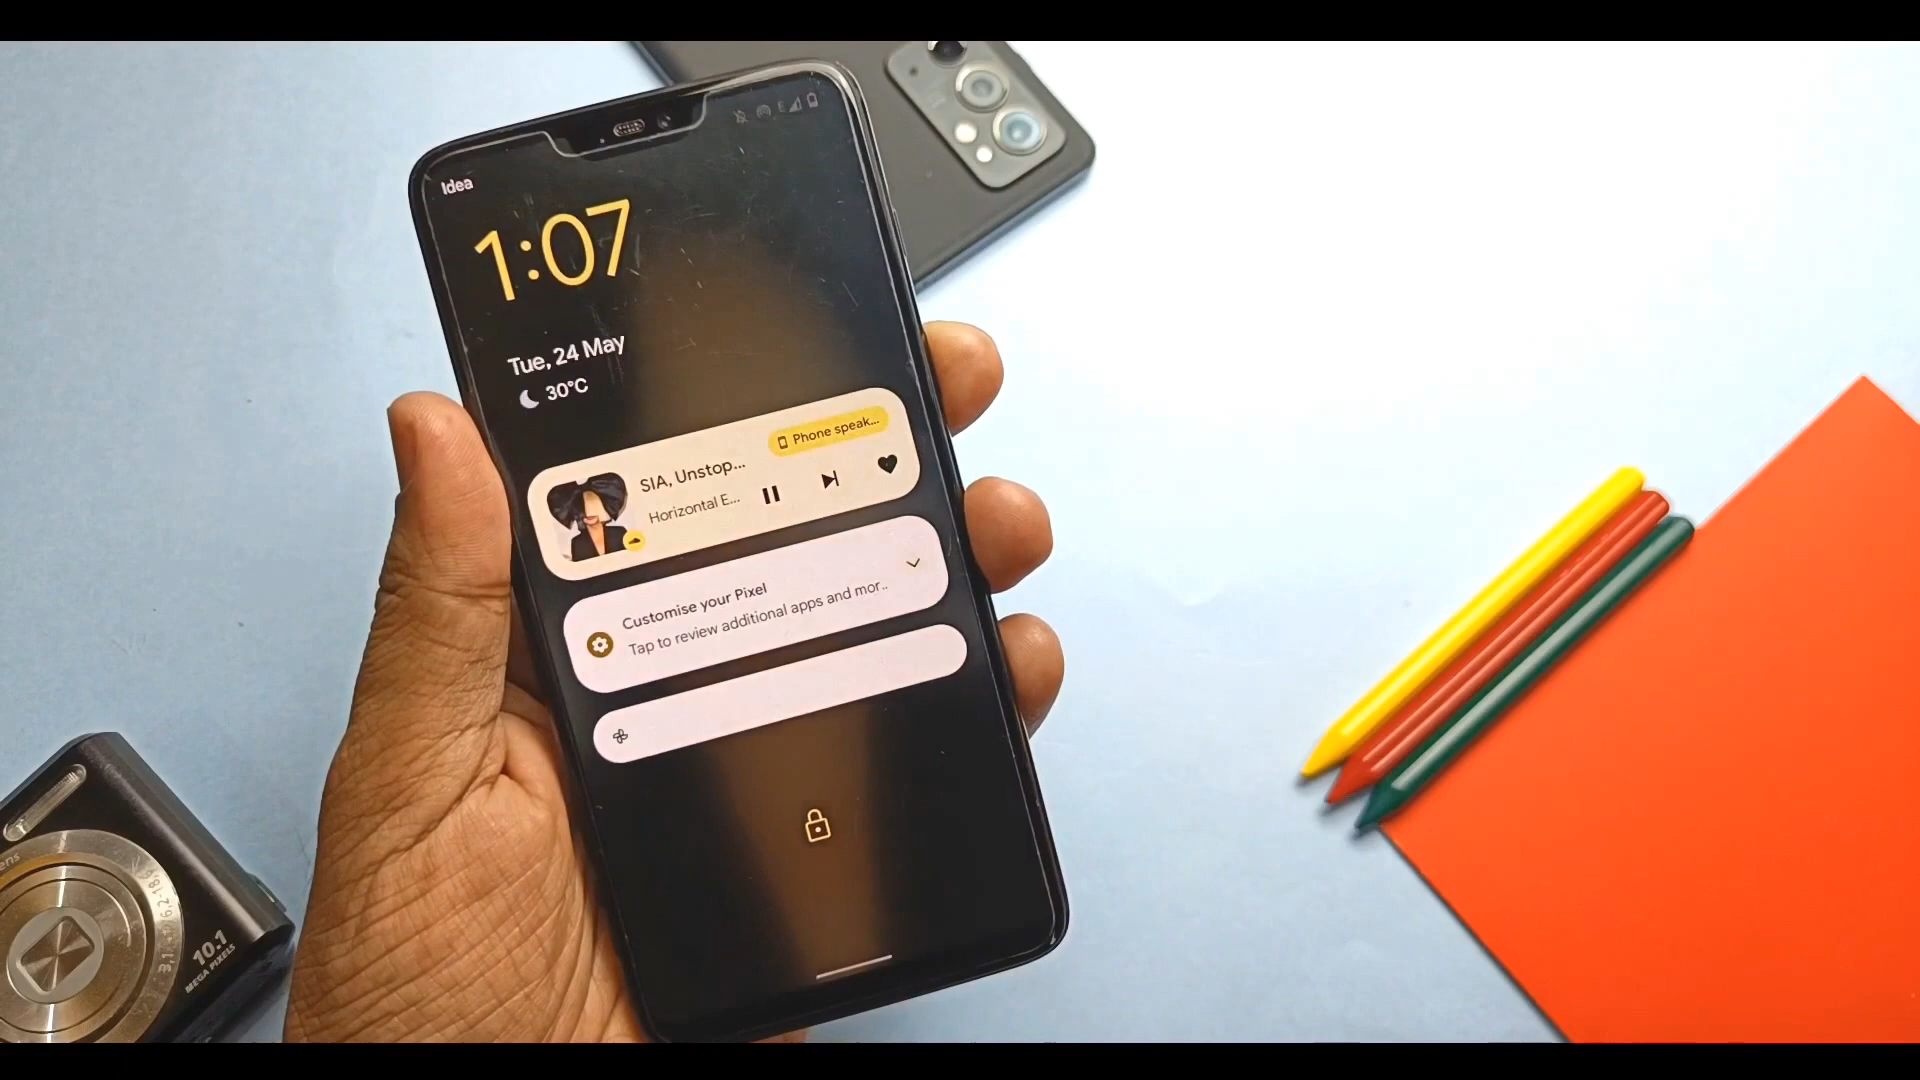 Idea
1:07
Tue, 24 May
30°C
Phone speak...
SIA, Unstop...
Horizontal E...
Customise your Pixel
Tap to review additional apps and mor..
10.1
MEGA PIXELS